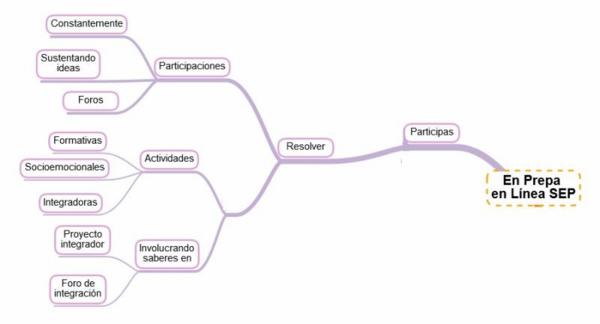 Constantemente
Sustentando
ideas
Participaciones
Foros
Participas
Resolver
Formativas
Actividades
Socioemocionales
Integradoras
En Prepa
en Línea SEP
Proyecto
integrador
Involucrando
saberes en
Foro de
integración